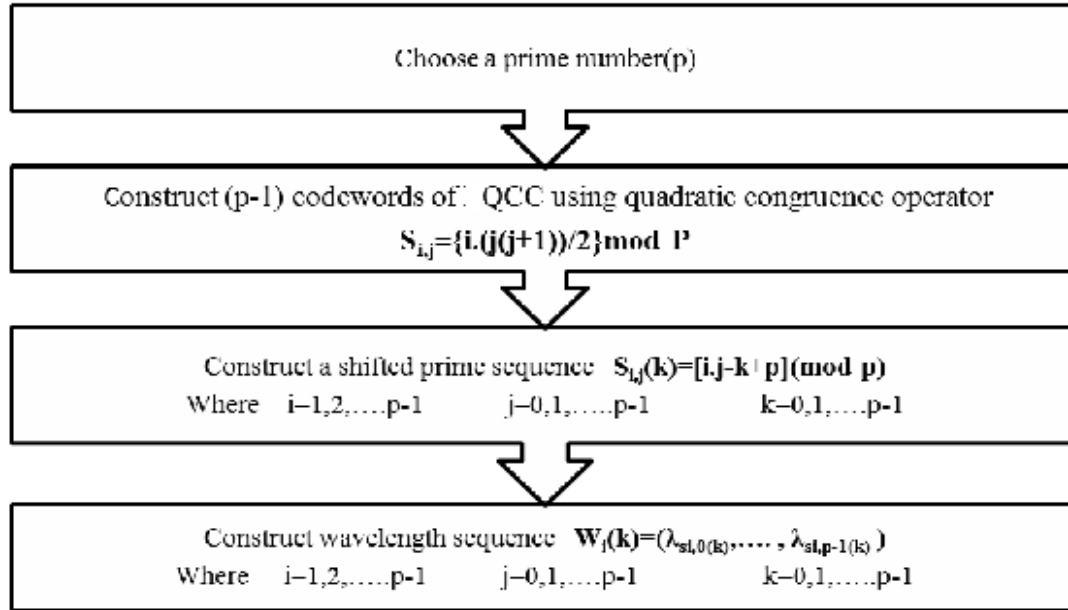 Choose a prime number(p)
Construct (p-1) codewords of QCC using quadratic congruence operator
S_{i,j}={i.(j(j+1))/2}mod P
Construct a shifted prime sequence S_{i,j}(k)=[i.j-k+p](mod p)
Where i=1,2,....p-1 j=0,1,.....p-1 k=0,1,....p-1
Construct wavelength sequence W_i(k)=(λ_{si,0(k)},.... , λ_{si,p-1(k)} )
Where i=1,2,.....p-1 j=0,1,....p-1 k=0,1,.....p-1